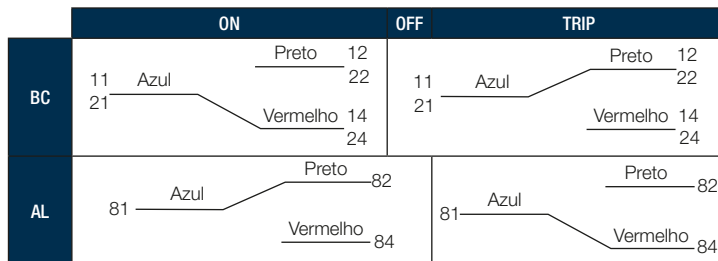 ON OFF TRIP
BC
Preto 12
22
11 Azul
21
Vermelho 14
24
Preto 12
22
11 Azul
21
Vermelho 14
24
AL
Preto 82
Azul
81
Vermelho 84
Preto 82
Azul
81
Vermelho 84